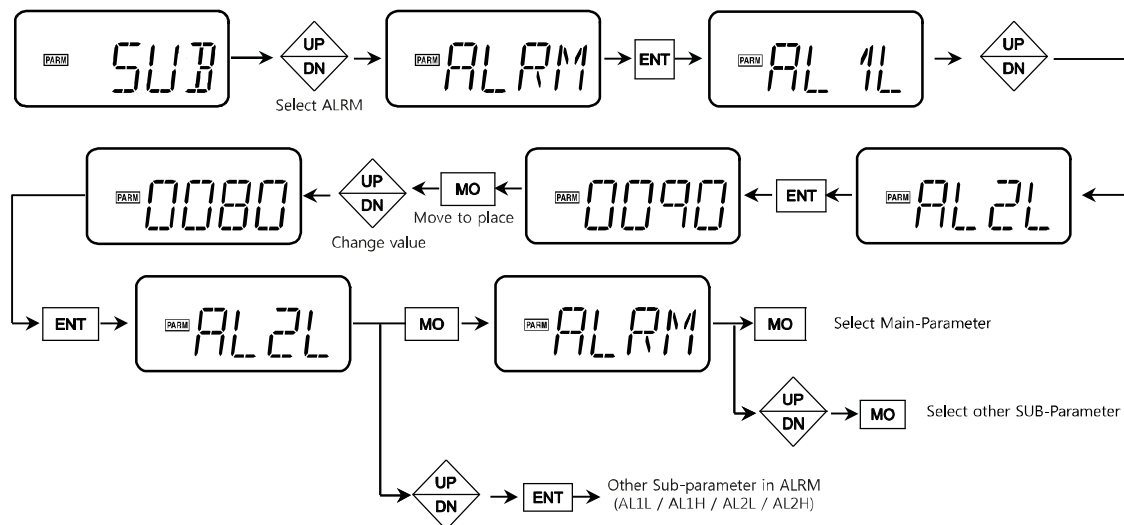 PARM SUB
UP
DN
Select ALRM
PARM ALRM
ENT
PARM AL1L
UP
DN
PARM AL2L
ENT
PARM 0090
MO
Move to place
UP
DN
Change value
PARM 0080
ENT
PARM AL2L
MO
PARM ALRM
MO
Select Main-Parameter
UP
DN
MO
Select other SUB-Parameter
UP
DN
ENT
Other Sub-parameter in ALRM
(AL1L / AL1H / AL2L / AL2H)